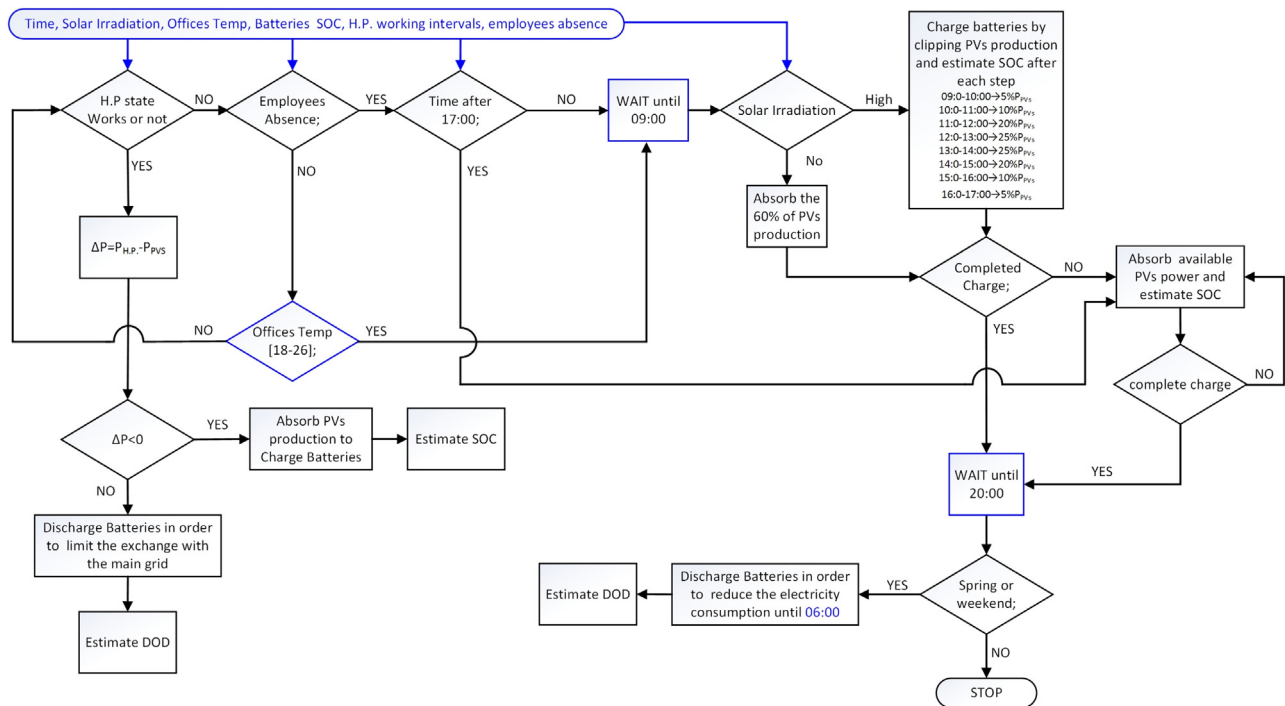 Time, Solar Irradiation, Offices Temp, Batteries SOC, H.P. working intervals, employees absence
H.P state
Works or not
NO
Employees
Absence;
YES
Time after
17:00;
NO
WAIT until
09:00
Solar Irradiation
High
Charge batteries by
clipping PVs production
and estimate SOC after
each step
09:0-10:00→5%PPVs
10:0-11:00→10%PPVs
11:0-12:00→20%PPVs
12:0-13:00→25%PPVs
13:0-14:00→25%PPVs
14:0-15:00→20%PPVs
15:0-16:00→10%PPVs
16:0-17:00→5%PPVs
YES
NO
YES
No
Absorb the
60% of PVs
production
ΔP=PH.P.-PPVS
Completed
Charge;
NO
Absorb available
PVs power and
estimate SOC
NO
Offices Temp
[18-26];
YES
YES
complete charge
NO
ΔP<0
YES
Absorb PVs
production to
Charge Batteries
Estimate SOC
NO
WAIT until
20:00
YES
Discharge Batteries in order
to limit the exchange with
the main grid
Estimate DOD
Estimate DOD
Discharge Batteries in order
to reduce the electricity
consumption until 06:00
YES
Spring or
weekend;
NO
STOP